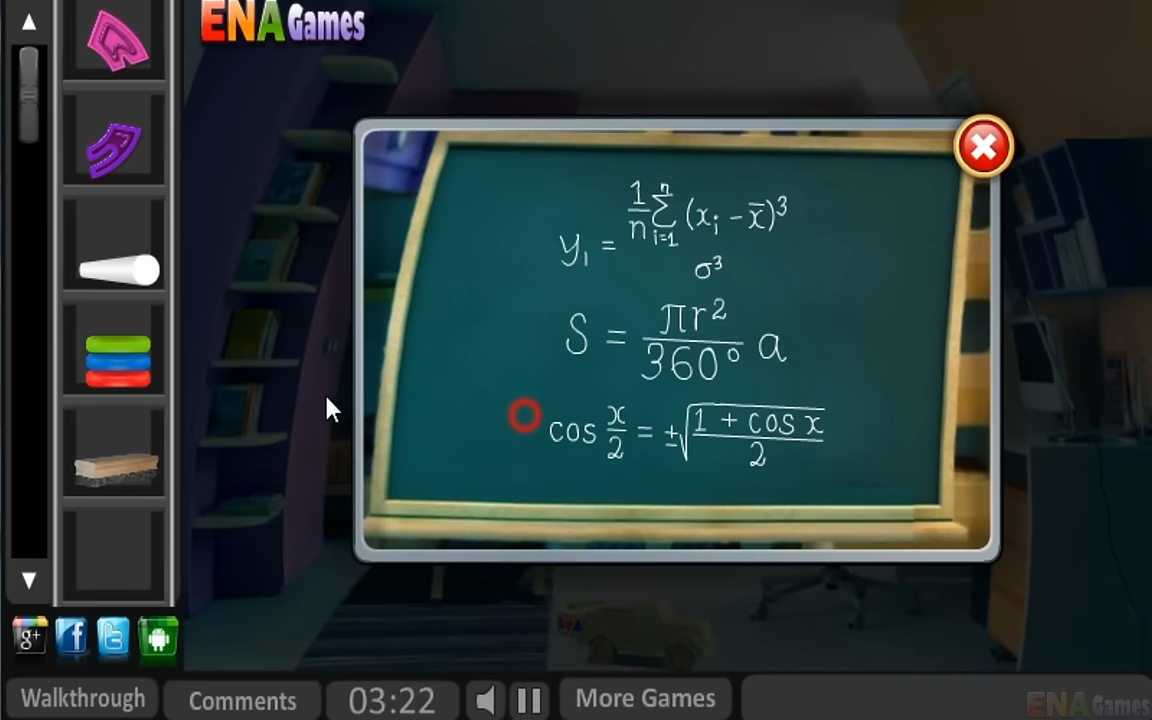 ENA Games
y₁ = 1/n n∑i=1 (xᵢ - x̄)³ / σ³
S = πr² / 360° a
cos x/2 = ±√(1 + cos x / 2)
g+ f t
Walkthrough
Comments
03:22
More Games
ENA Games